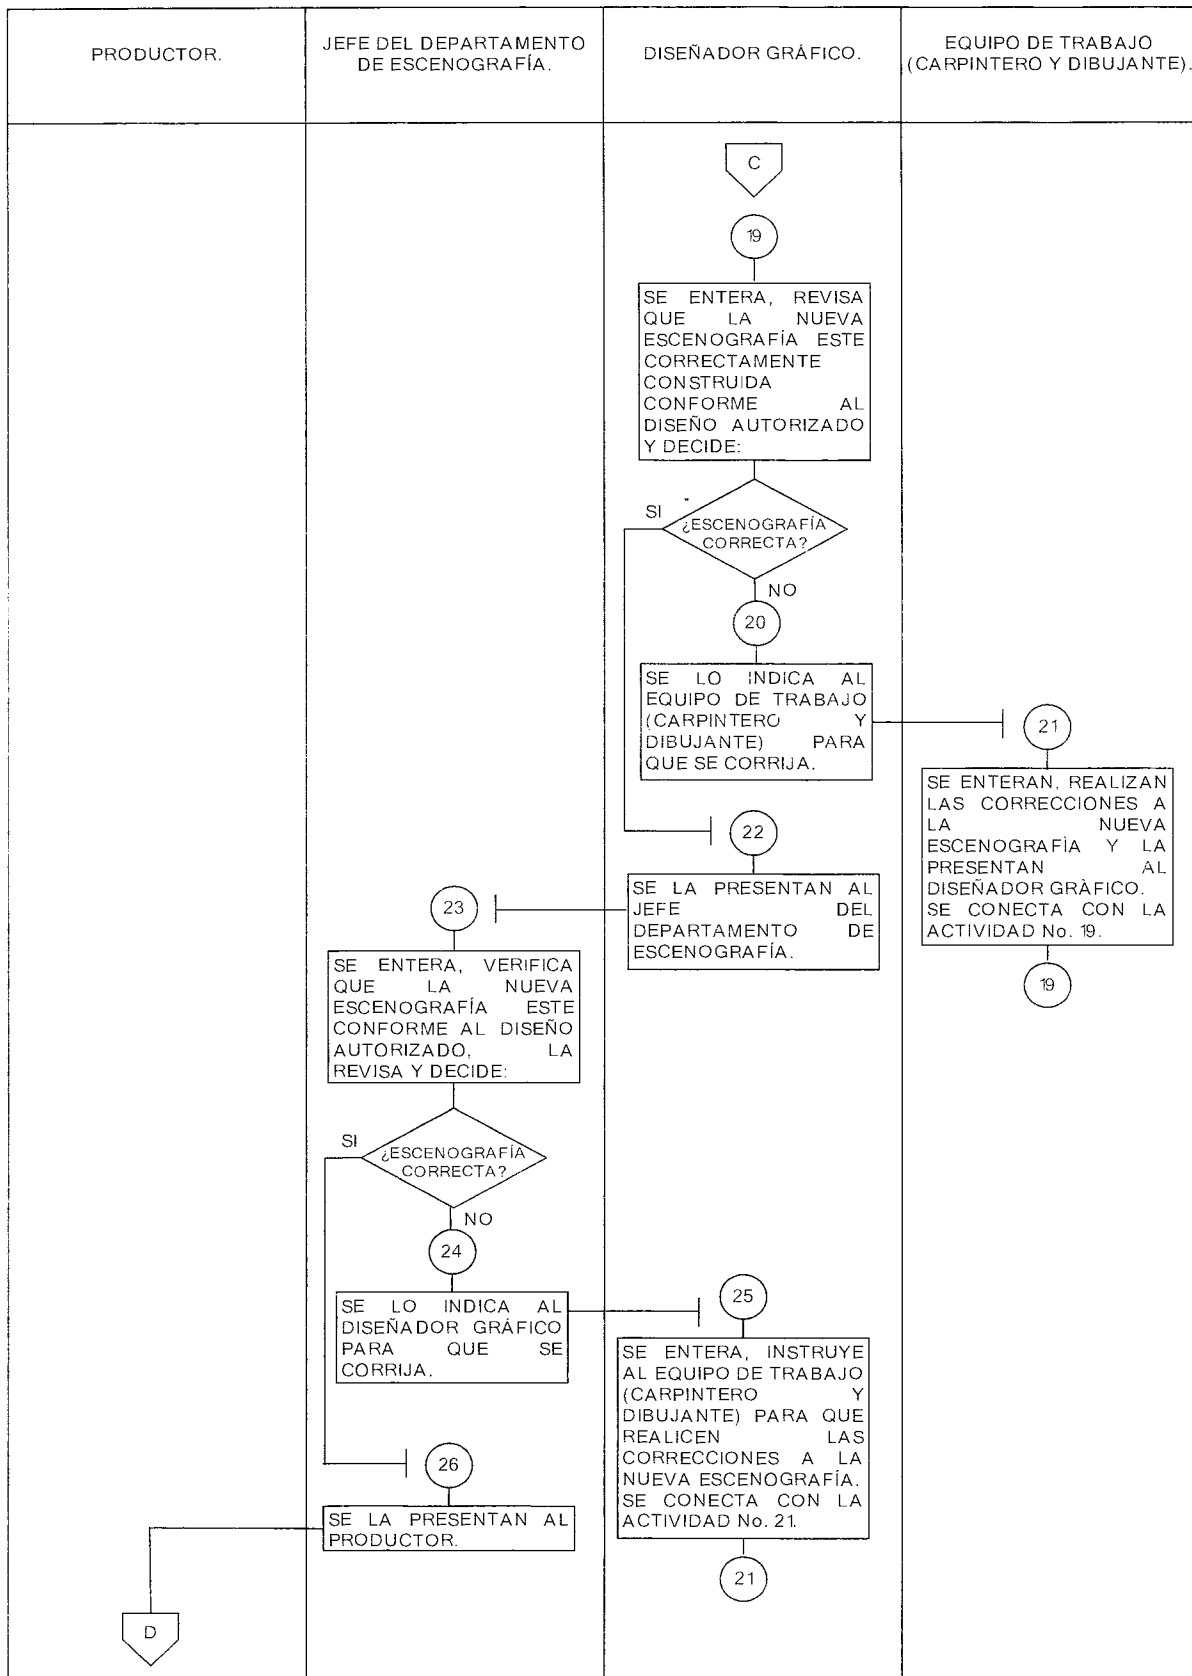 PRODUCTOR.
JEFE DEL DEPARTAMENTO
DE ESCENOGRAFÍA.
DISEÑADOR GRÁFICO.
EQUIPO DE TRABAJO
(CARPINTERO Y DIBUJANTE).
C
19
SE ENTERA, REVISA
QUE LA NUEVA
ESCENOGRAFÍA ESTE
CORRECTAMENTE
CONSTRUIDA
CONFORME AL
DISEÑO AUTORIZADO
Y DECIDE:
SI
¿ESCENOGRAFÍA
CORRECTA?
NO
20
SE LO INDICA AL
EQUIPO DE TRABAJO
(CARPINTERO Y
DIBUJANTE) PARA
QUE SE CORRIJA.
21
SE ENTERAN, REALIZAN
LAS CORRECCIONES A
LA NUEVA
ESCENOGRAFÌA Y LA
PRESENTAN AL
DISEÑADOR GRÀFICO.
SE CONECTA CON LA
ACTIVIDAD No. 19.
19
22
SE LA PRESENTAN AL
JEFE DEL
DEPARTAMENTO DE
ESCENOGRAFÍA.
23
SE ENTERA, VERIFICA
QUE LA NUEVA
ESCENOGRAFÍA ESTE
CONFORME AL DISEÑO
AUTORIZADO, LA
REVISA Y DECIDE:
SI
¿ESCENOGRAFÍA
CORRECTA?
NO
24
SE LO INDICA AL
DISEÑADOR GRÁFICO
PARA QUE SE
CORRIJA.
25
SE ENTERA, INSTRUYE
AL EQUIPO DE TRABAJO
(CARPINTERO Y
DIBUJANTE) PARA QUE
REALICEN LAS
CORRECCIONES A LA
NUEVA ESCENOGRAFÍA.
SE CONECTA CON LA
ACTIVIDAD No. 21.
21
26
SE LA PRESENTAN AL
PRODUCTOR.
D